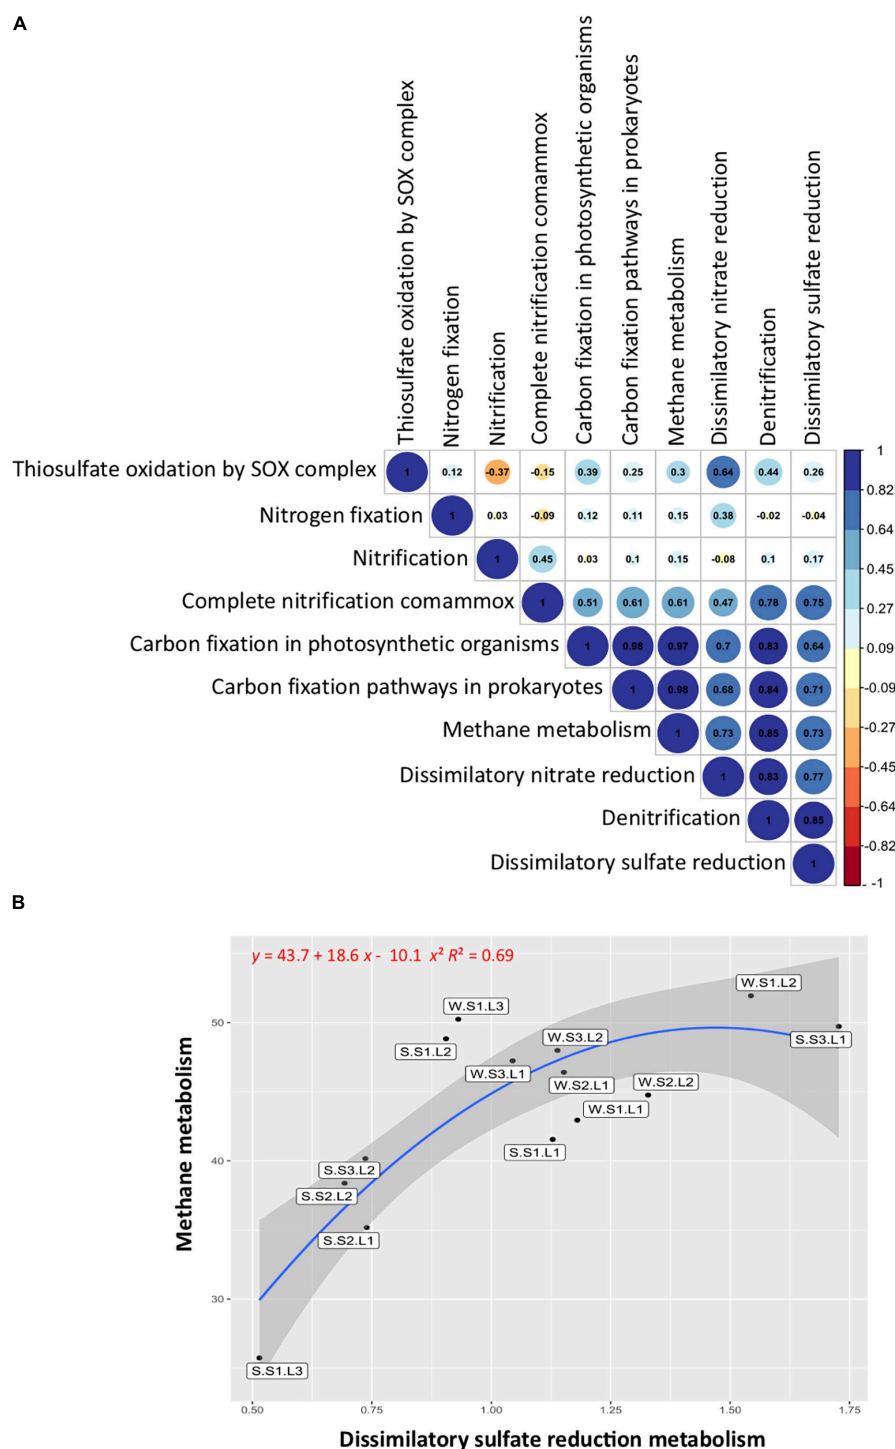 A
Thiosulfate oxidation by SOX complex
Nitrogen fixation
Nitrification
Complete nitrification comammox
Carbon fixation in photosynthetic organisms
Carbon fixation pathways in prokaryotes
Methane metabolism
Dissimilatory nitrate reduction
Denitrification
Dissimilatory sulfate reduction
Thiosulfate oxidation by SOX complex 1 0.12 -0.37 -0.15 0.39 0.25 0.3 0.64 0.44 0.26
Nitrogen fixation 1 0.03 -0.09 0.12 0.11 0.15 0.38 -0.02 -0.04
Nitrification 1 0.45 0.03 0.1 0.15 -0.08 0.1 0.17
Complete nitrification comammox 1 0.51 0.61 0.61 0.47 0.78 0.75
Carbon fixation in photosynthetic organisms 1 0.98 0.97 0.7 0.83 0.64
Carbon fixation pathways in prokaryotes 1 0.98 0.68 0.84 0.71
Methane metabolism 1 0.73 0.85 0.73
Dissimilatory nitrate reduction 1 0.83 0.77
Denitrification 1 0.85
Dissimilatory sulfate reduction 1
1
0.82
0.64
0.45
0.27
0.09
-0.09
-0.27
-0.45
-0.64
-0.82
-1
B
y = 43.7 + 18.6 x - 10.1 x² R² = 0.69
W.S1.L2
W.S1.L3
S.S3.L1
S.S1.L2
W.S3.L2
W.S3.L1
W.S2.L1
W.S2.L2
W.S1.L1
S.S1.L1
S.S3.L2
S.S2.L2
S.S2.L1
S.S1.L3
50
40
30
Methane metabolism
0.50 0.75 1.00 1.25 1.50 1.75
Dissimilatory sulfate reduction metabolism